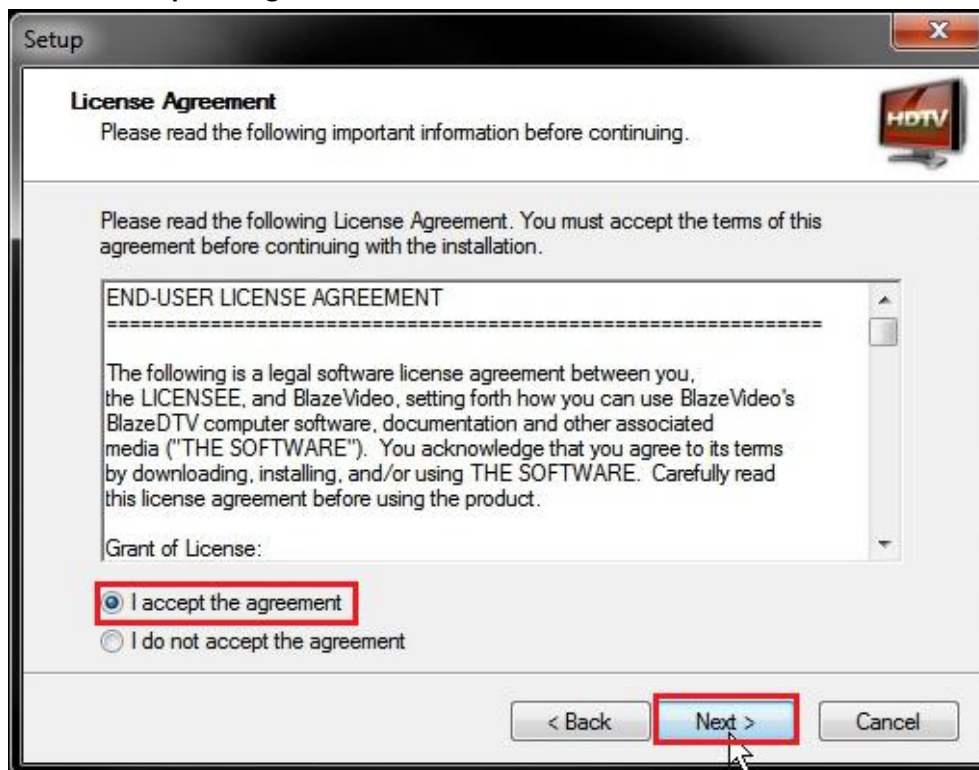 Setup
License Agreement
Please read the following important information before continuing.
HDTV
Please read the following License Agreement. You must accept the terms of this
agreement before continuing with the installation.
END-USER LICENSE AGREEMENT
==============================================================
The following is a legal software license agreement between you,
the LICENSEE, and BlazeVideo, setting forth how you can use BlazeVideo's
BlazeDTV computer software, documentation and other associated
media ("THE SOFTWARE").  You acknowledge that you agree to its terms
by downloading, installing, and/or using THE SOFTWARE.  Carefully read
this license agreement before using the product.
Grant of License:
I accept the agreement
I do not accept the agreement
< Back
Next >
Cancel